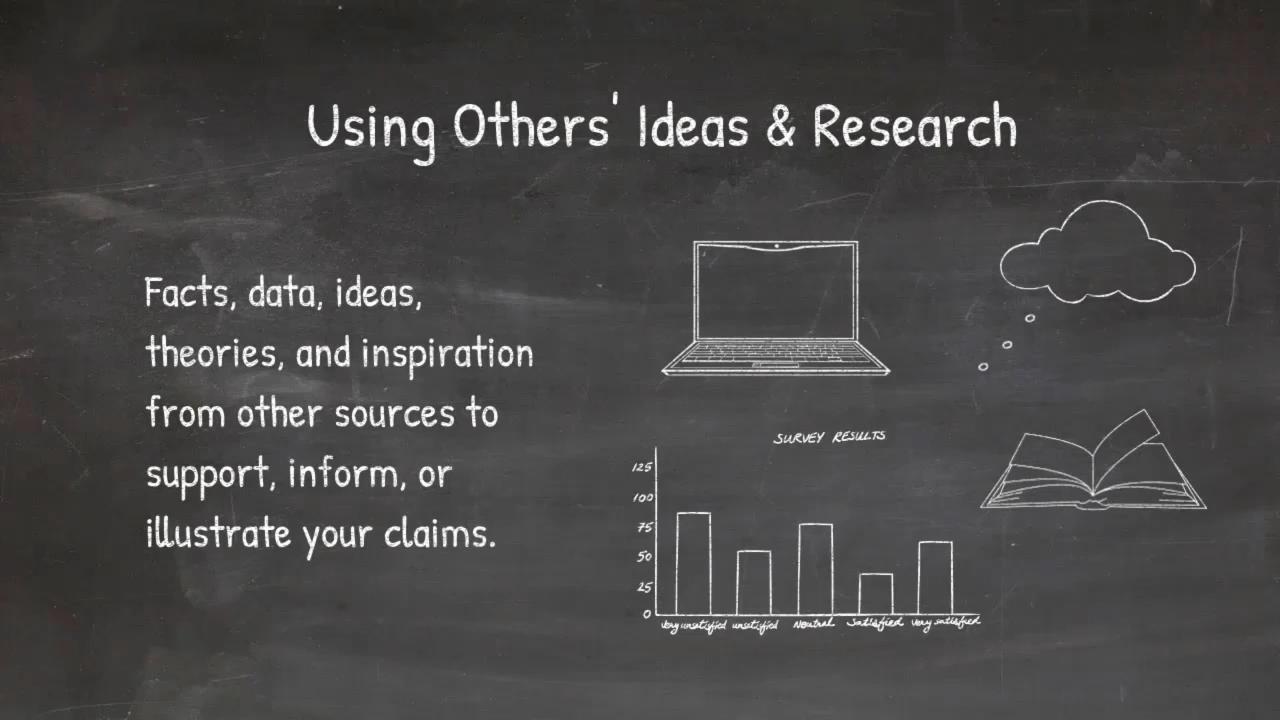 Using Others' Ideas & Research
Facts, data, ideas,
theories, and inspiration
from other sources to
support, inform, or
illustrate your claims.
SURVEY RESULTS
125
100
75
50
25
0
Very unsatisfied unsatisfied Neutral Satisfied Very satisfied